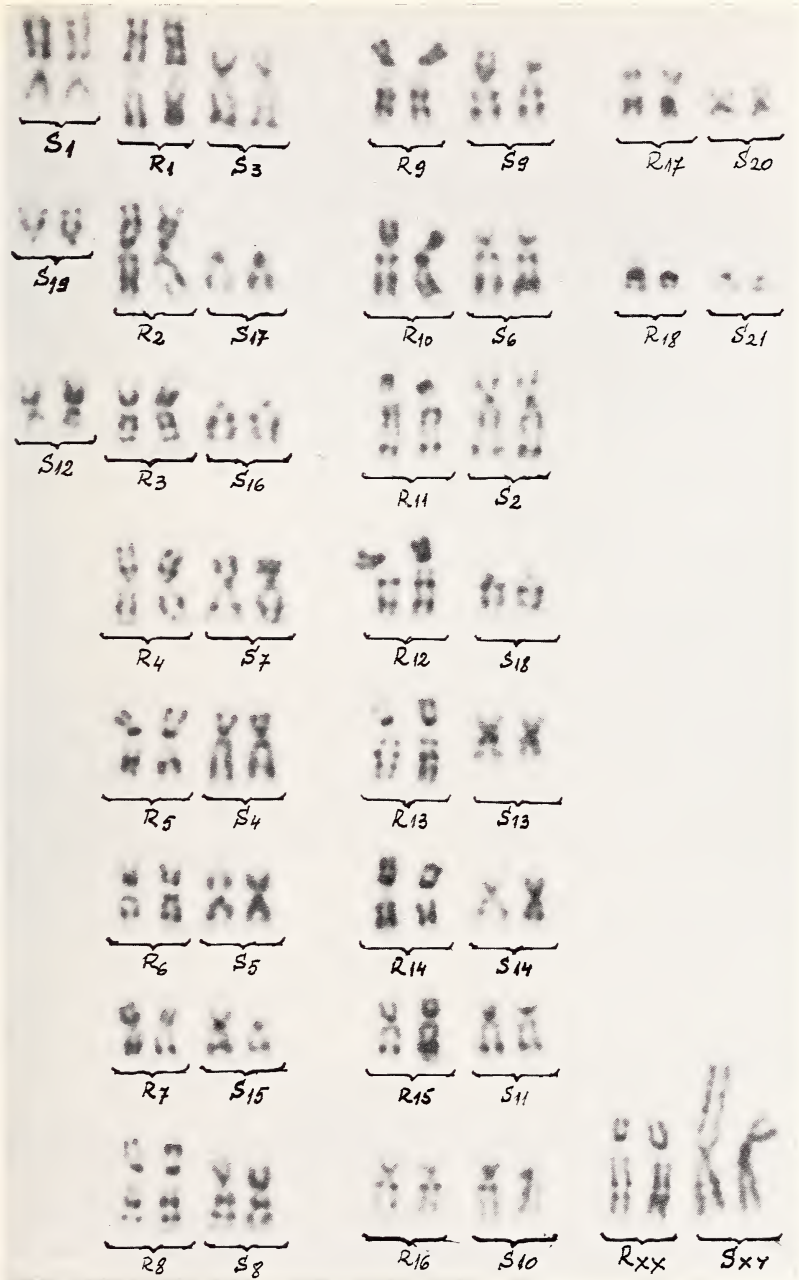 S1 R1 S3 R9 S9 R17 S20
S19 R2 S17 R10 S6 R18 S21
S12 R3 S16 R11 S2
R4 S7 R12 S18
R5 S4 R13 S13
R6 S5 R14 S14
R7 S15 R15 S11
R8 S8 R16 S10 RXX SXY